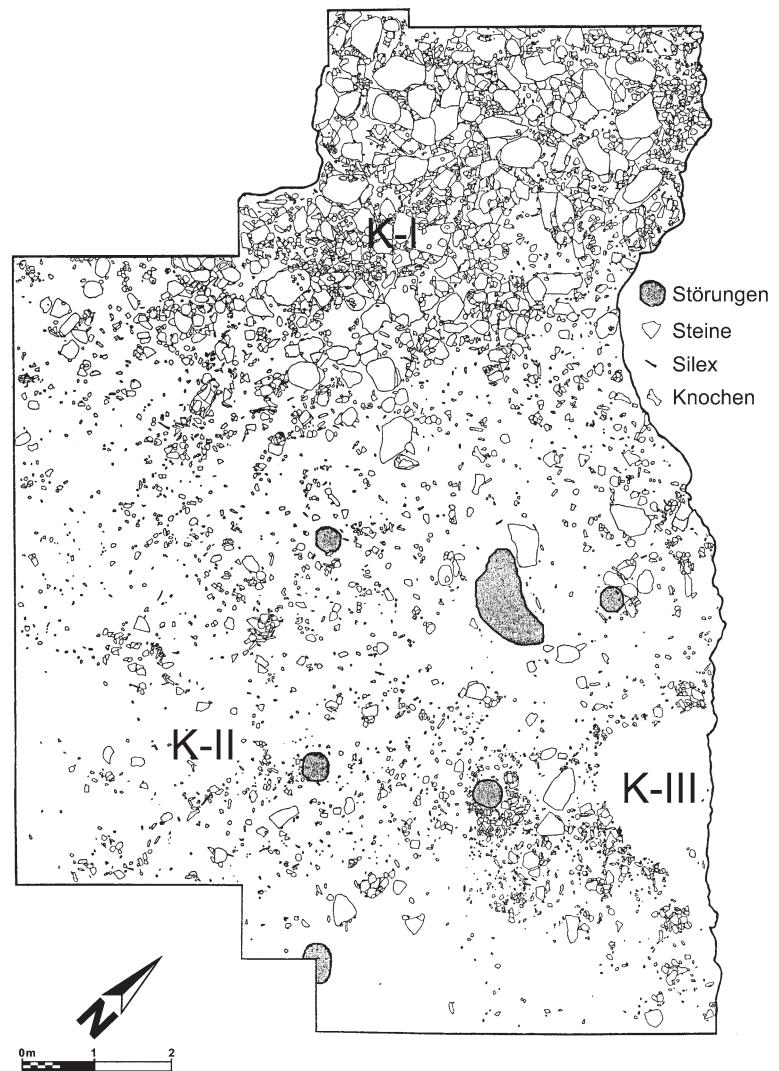 K-I
Störungen
Steine
Silex
Knochen
K-II
K-III
N
0m 1 2